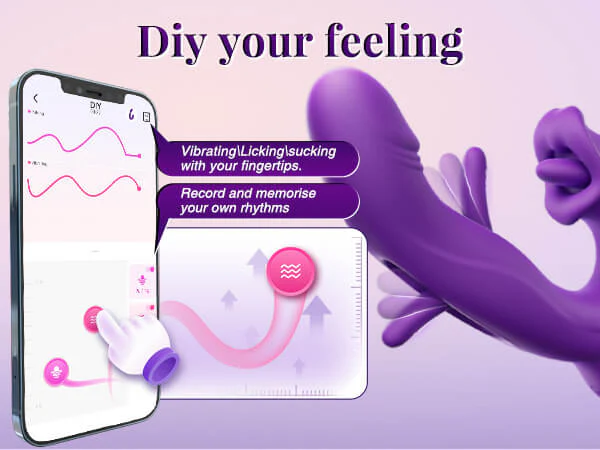 Diy your feeling
DIY
Vibrating\Licking\sucking
with your fingertips.
Record and memorise
your own rhythms